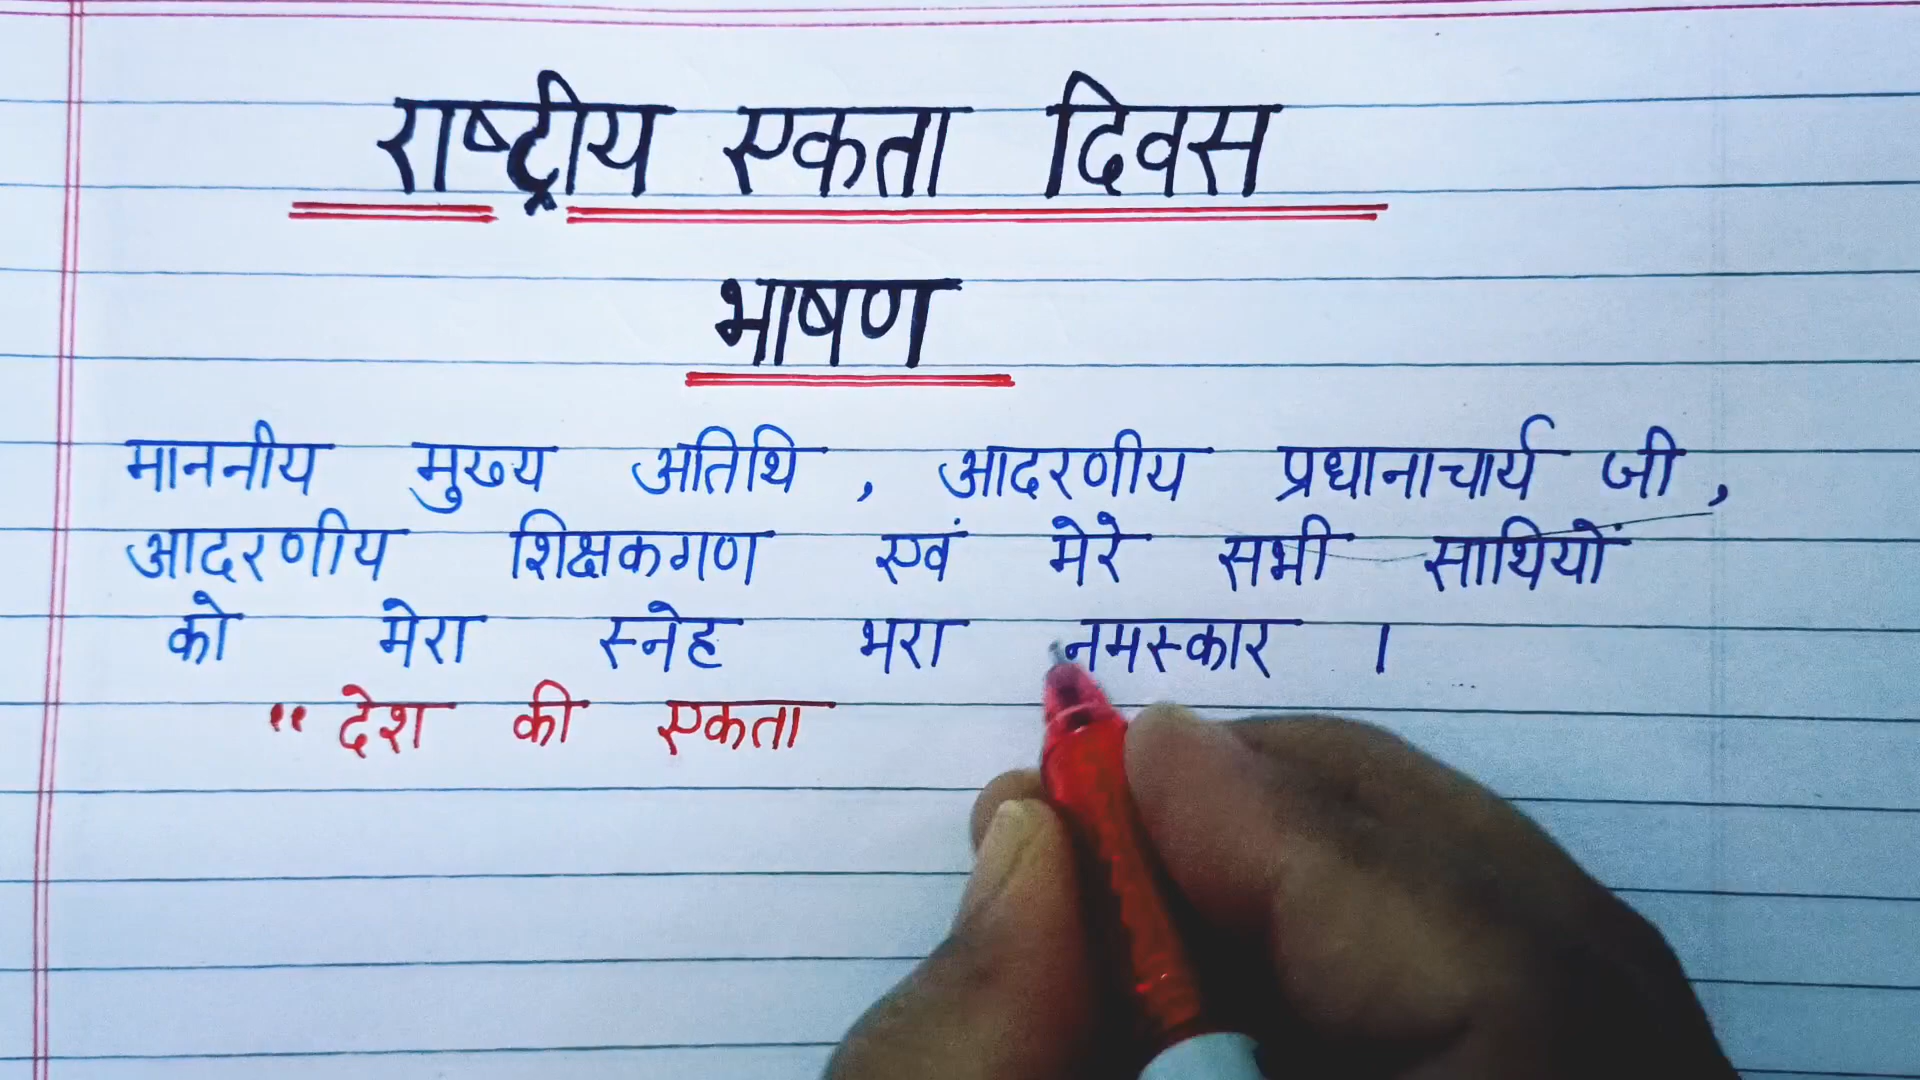 राष्ट्रीय एकता दिवस
भाषण
माननीय मुख्य अतिथि , आदरणीय प्रधानाचार्य जी ,
आदरणीय शिक्षकगण एवं मेरे सभी साथियों
को मेरा स्नेह भरा नमस्कार ।
“ देश की एकता